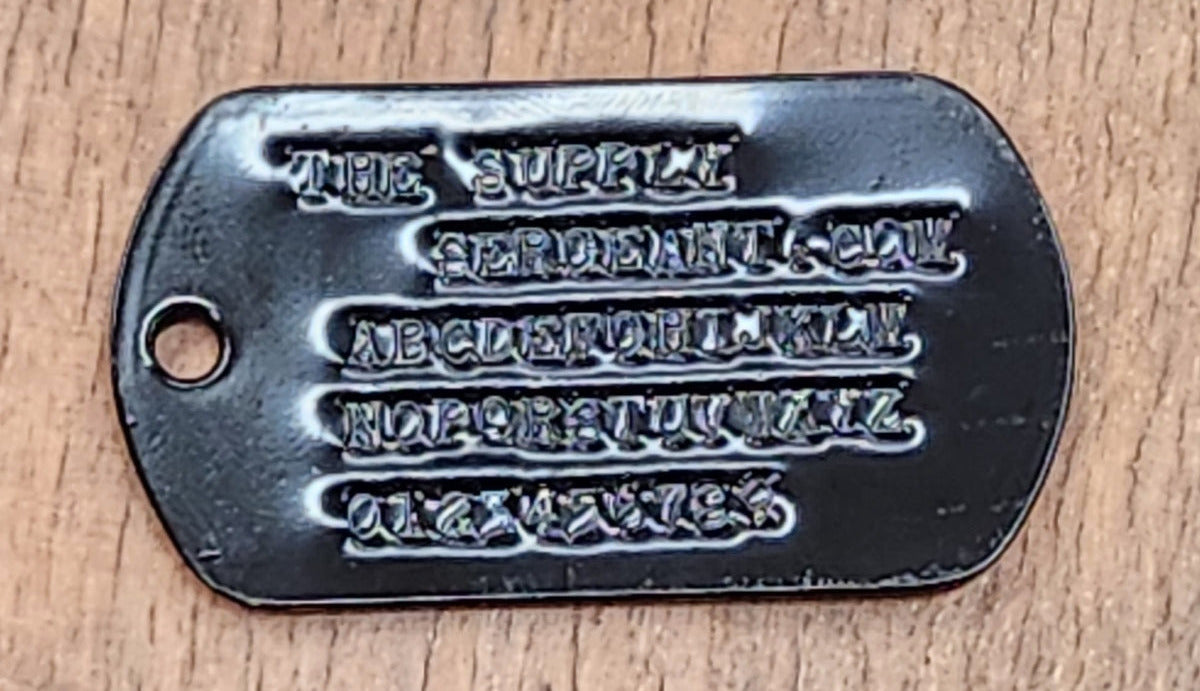 THE SUPPLY
SERGEANT.COM
ABCDEFGHIJKLM
NOPQRSTUVWXYZ
0123456789